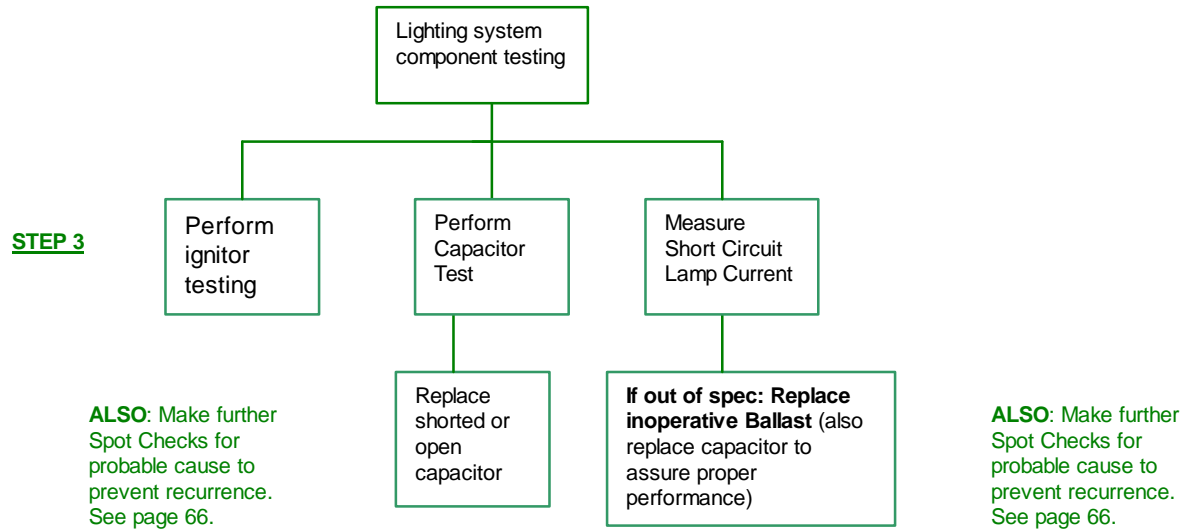 Lighting system
component testing
STEP 3
Perform
ignitor
testing
Perform
Capacitor
Test
Measure
Short Circuit
Lamp Current
ALSO: Make further
Spot Checks for
probable cause to
prevent recurrence.
See page 66.
Replace
shorted or
open
capacitor
If out of spec: Replace
inoperative Ballast (also
replace capacitor to
assure proper
performance)
ALSO: Make further
Spot Checks for
probable cause to
prevent recurrence.
See page 66.